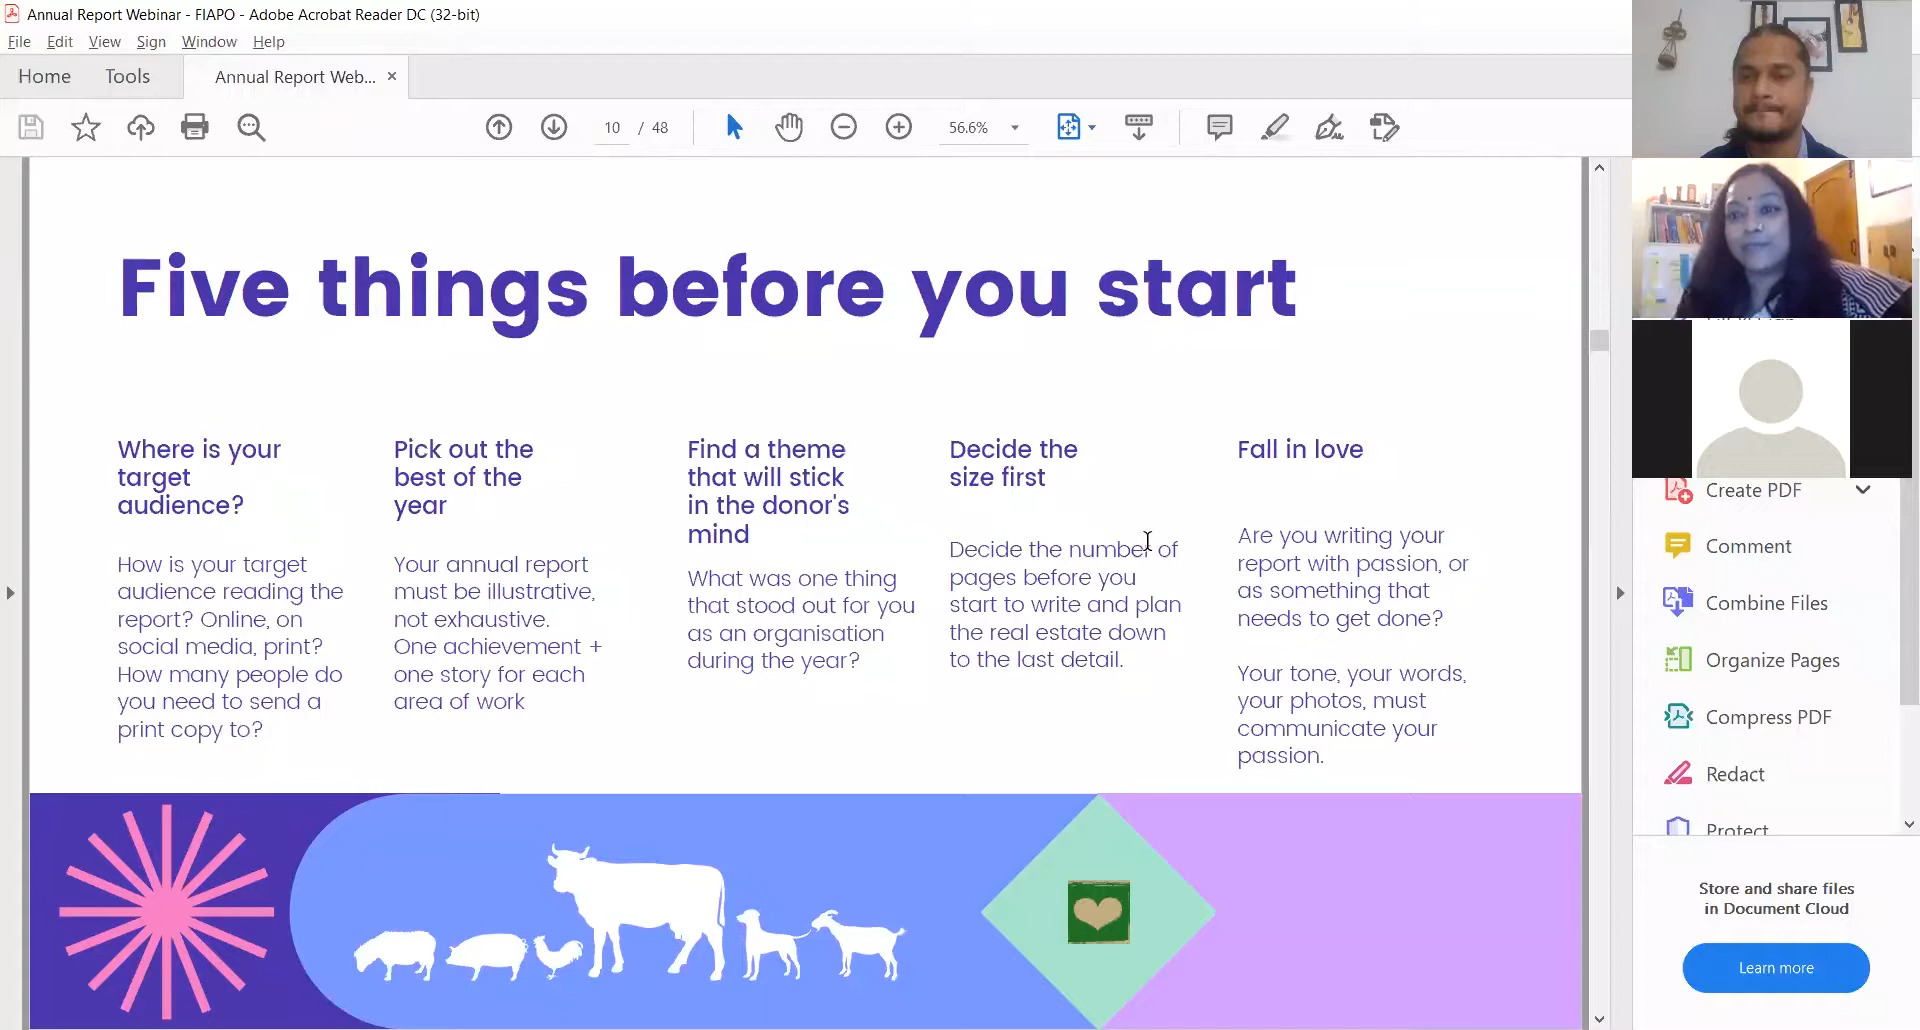 Annual Report Webinar - FIAPO - Adobe Acrobat Reader DC (32-bit)
File Edit View Sign Window Help
Home Tools Annual Report Web... ×
10 / 48 56.6%
Five things before you start
Where is your
target
audience?
How is your target
audience reading the
report? Online, on
social media, print?
How many people do
you need to send a
print copy to?
Pick out the
best of the
year
Your annual report
must be illustrative,
not exhaustive.
One achievement +
one story for each
area of work
Find a theme
that will stick
in the donor's
mind
What was one thing
that stood out for you
as an organisation
during the year?
Decide the
size first
Decide the number of
pages before you
start to write and plan
the real estate down
to the last detail.
Fall in love
Are you writing your
report with passion, or
as something that
needs to get done?
Your tone, your words,
your photos, must
communicate your
passion.
Create PDF
Comment
Combine Files
Organize Pages
Compress PDF
Redact
Protect
Store and share files
in Document Cloud
Learn more